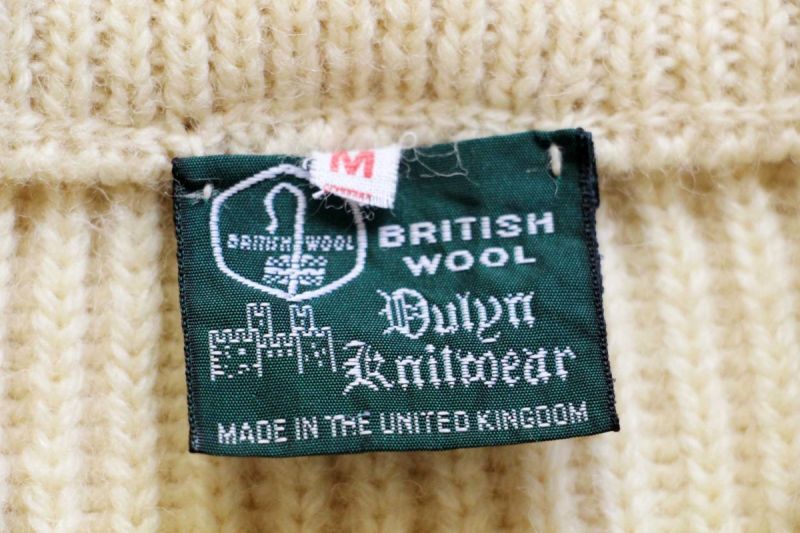 M
BRITISH WOOL
BRITISH
WOOL
Dulyn
Knitwear
MADE IN THE UNITED KINGDOM